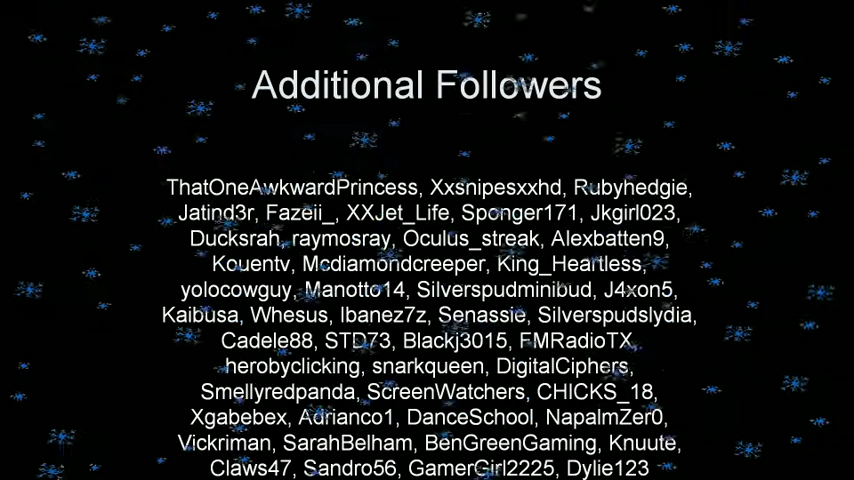 Additional Followers
ThatOneAwkwardPrincess, Xxsnipesxxhd, Rubyhedgie,
Jatind3r, Fazeii_, XXJet_Life, Sponger171, Jkgirl023,
Ducksrah, raymosray, Oculus_streak, Alexbatten9,
Kouentv, Mcdiamondcreeper, King_Heartless,
yolocowguy, Manotto14, Silverspudminibud, J4xon5,
Kaibusa, Whesus, Ibanez7z, Senassie, Silverspudslydia,
Cadele88, STD73, Blackj3015, FMRadioTX,
herobyclicking, snarkqueen, DigitalCiphers,
Smellyredpanda, ScreenWatchers, CHICKS_18,
Xgabebex, Adrianco1, DanceSchool, NapalmZer0,
Vickriman, SarahBelham, BenGreenGaming, Knuute,
Claws47, Sandro56, GamerGirl2225, Dylie123